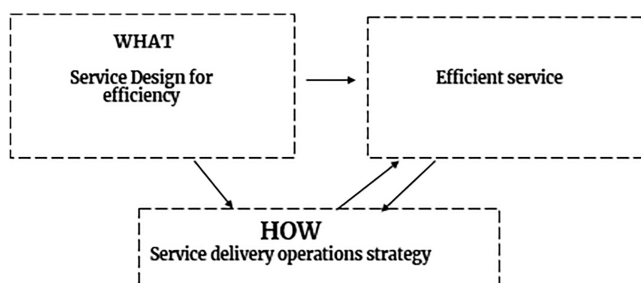 WHAT
Service Design for
efficiency
Efficient service
HOW
Service delivery operations strategy